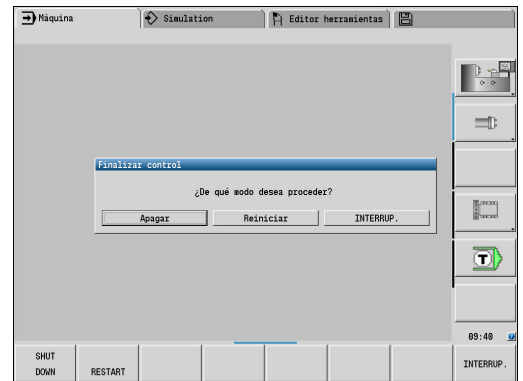 Máquina
Simulation
Editor herramientas
Finalizar control
¿De qué modo desea proceder?
Apagar
Reiniciar
INTERRUP.
T
09:40
SHUT
DOWN
RESTART
INTERRUP.